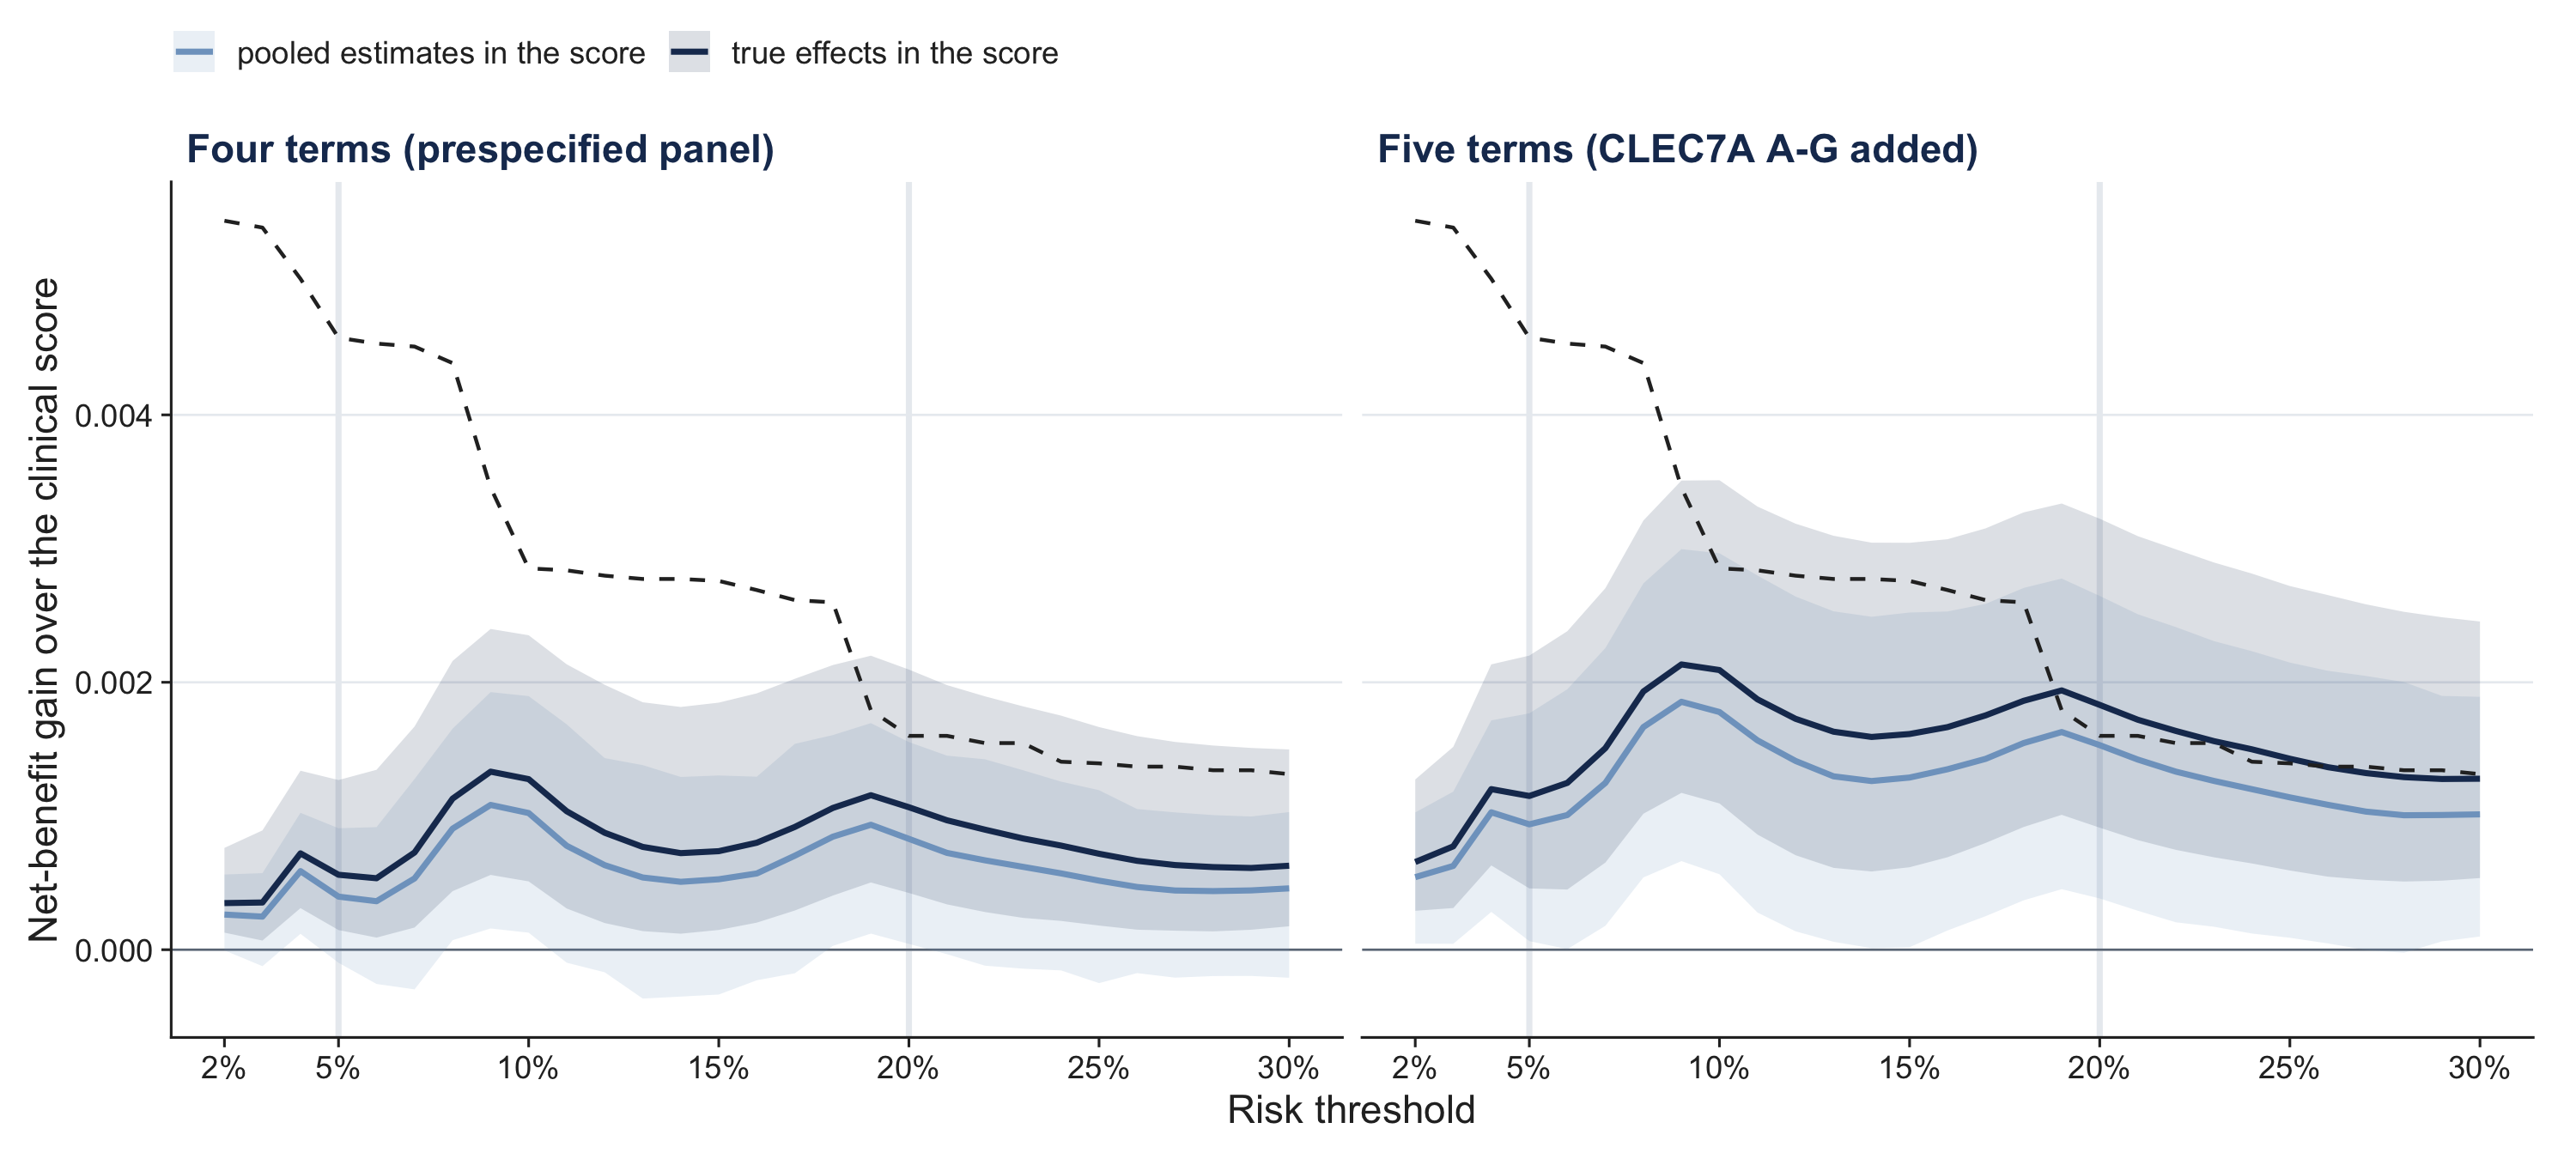 pooled estimates in the score
true effects in the score
Four terms (prespecified panel)
Five terms (CLEC7A A-G added)
Net-benefit gain over the clinical score
0.004
0.002
0.000
2% 5% 10% 15% 20% 25% 30%
2% 5% 10% 15% 20% 25% 30%
Risk threshold